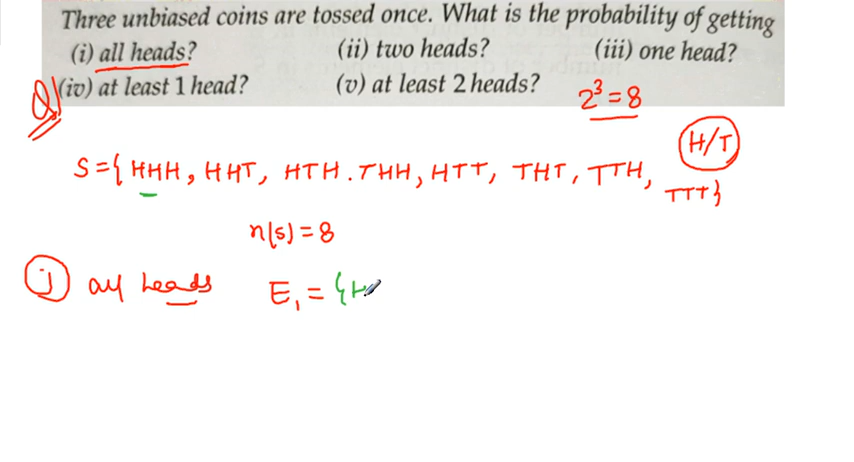 Three unbiased coins are tossed once. What is the probability of getting
(i) all heads? (ii) two heads? (iii) one head?
Q (iv) at least 1 head? (v) at least 2 heads? 2³=8
H/T
S={HHH, HHT, HTH. THH, HTT, THT, TTH,
TTT}
n(s)=8
i all heads E₁ = {H